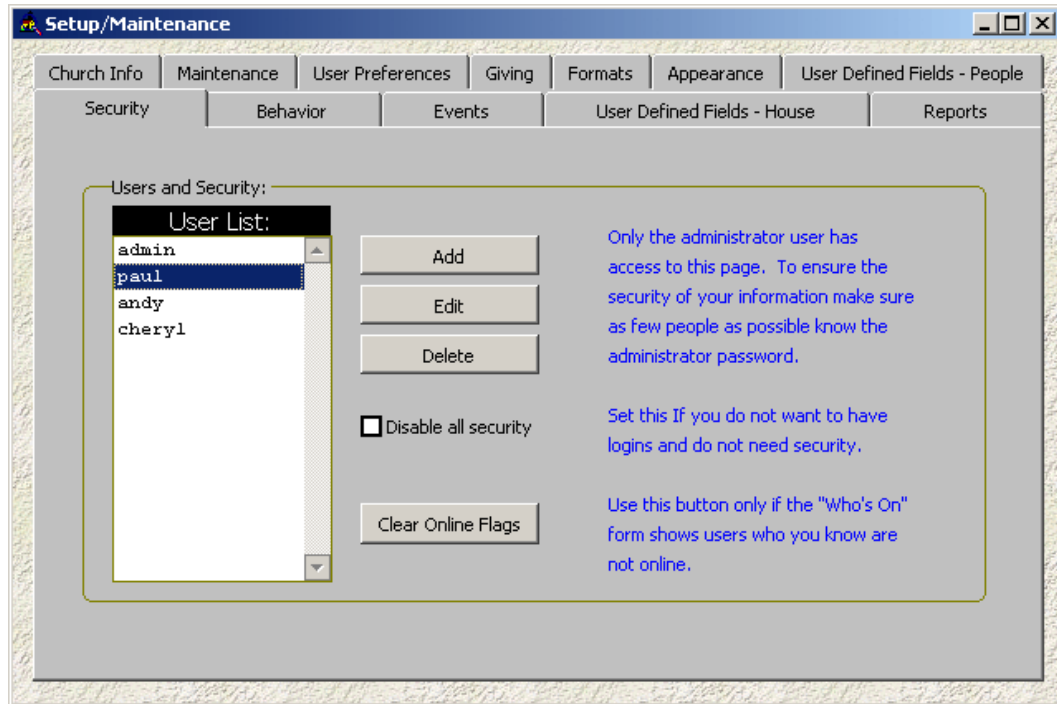 Setup/Maintenance
Church Info
Maintenance
User Preferences
Giving
Formats
Appearance
User Defined Fields - People
Security
Behavior
Events
User Defined Fields - House
Reports
Users and Security:
User List:
admin
paul
andy
cheryl
Add
Edit
Delete
Disable all security
Clear Online Flags
Only the administrator user has
access to this page.  To ensure the
security of your information make sure
as few people as possible know the
administrator password.
Set this If you do not want to have
logins and do not need security.
Use this button only if the "Who's On"
form shows users who you know are
not online.